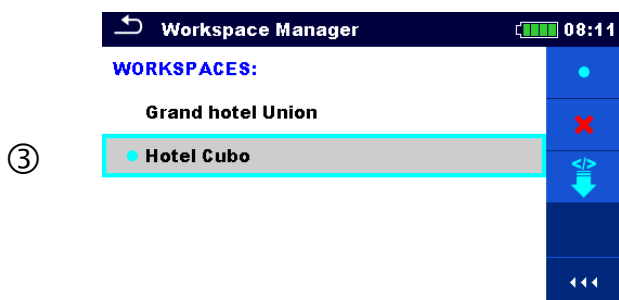 Workspace Manager 08:11
WORKSPACES:
Grand hotel Union
③
Hotel Cubo
</>